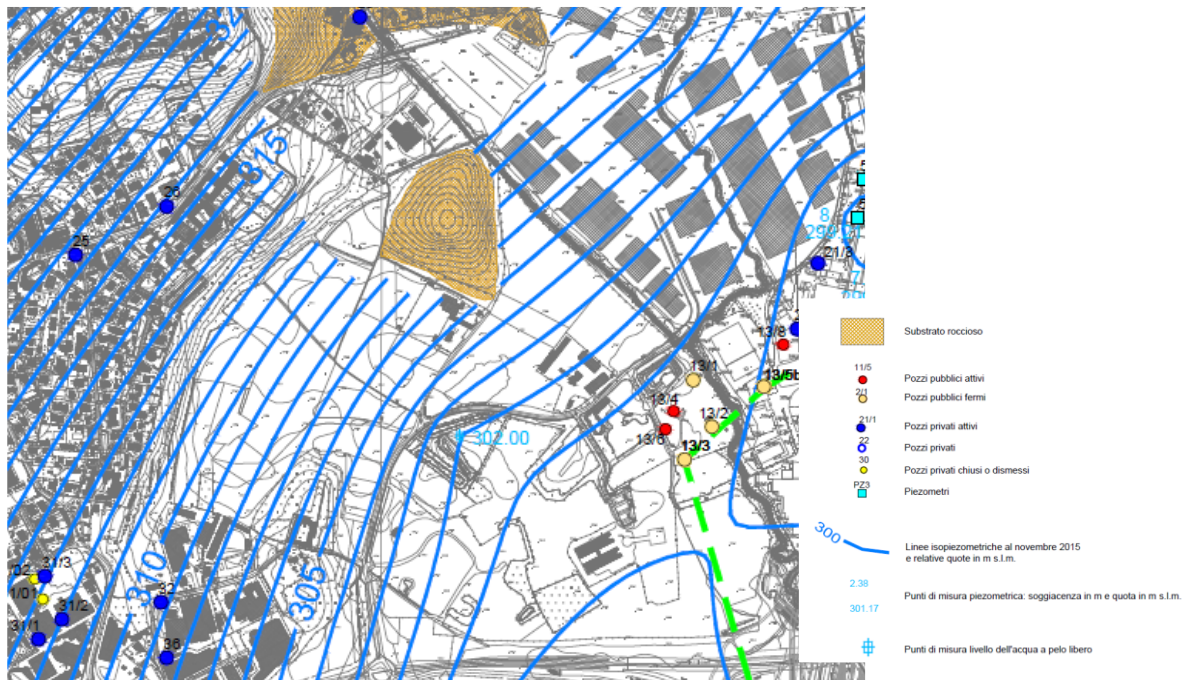 26
315
25
21/3
13/8
13/1
13/5b
13/4
13/2
302.00
13/3
31/3
1/01
31/2
31/1
310
32
305
36
Substrato roccioso
11/5
Pozzi pubblici attivi
2/1
Pozzi pubblici fermi
21/1
Pozzi privati attivi
22
Pozzi privati
30
Pozzi privati chiusi o dismessi
PZ3
Piezometri
300
Linee isopiezometriche al novembre 2015
e relative quote in m s.l.m.
2.38
Punti di misura piezometrica: soggiacenza in m e quota in m s.l.m.
301.17
Punti di misura livello dell'acqua a pelo libero